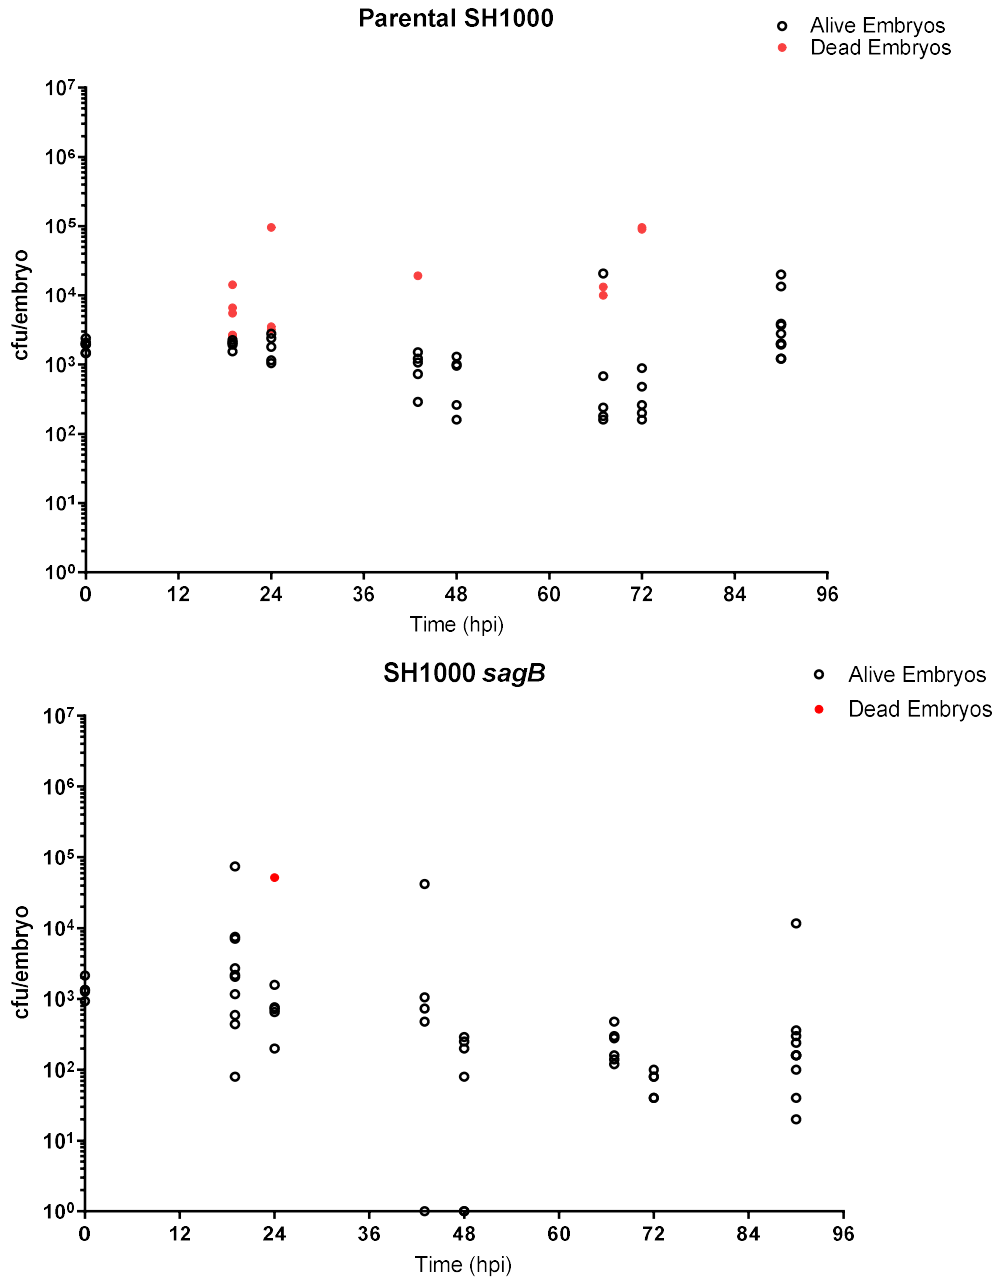 Parental SH1000
Alive Embryos
Dead Embryos
10⁷
10⁶
10⁵
10⁴
10³
10²
10¹
10⁰
cfu/embryo
0 12 24 36 48 60 72 84 96
Time (hpi)
SH1000 sagB
Alive Embryos
Dead Embryos
10⁷
10⁶
10⁵
10⁴
10³
10²
10¹
10⁰
cfu/embryo
0 12 24 36 48 60 72 84 96
Time (hpi)